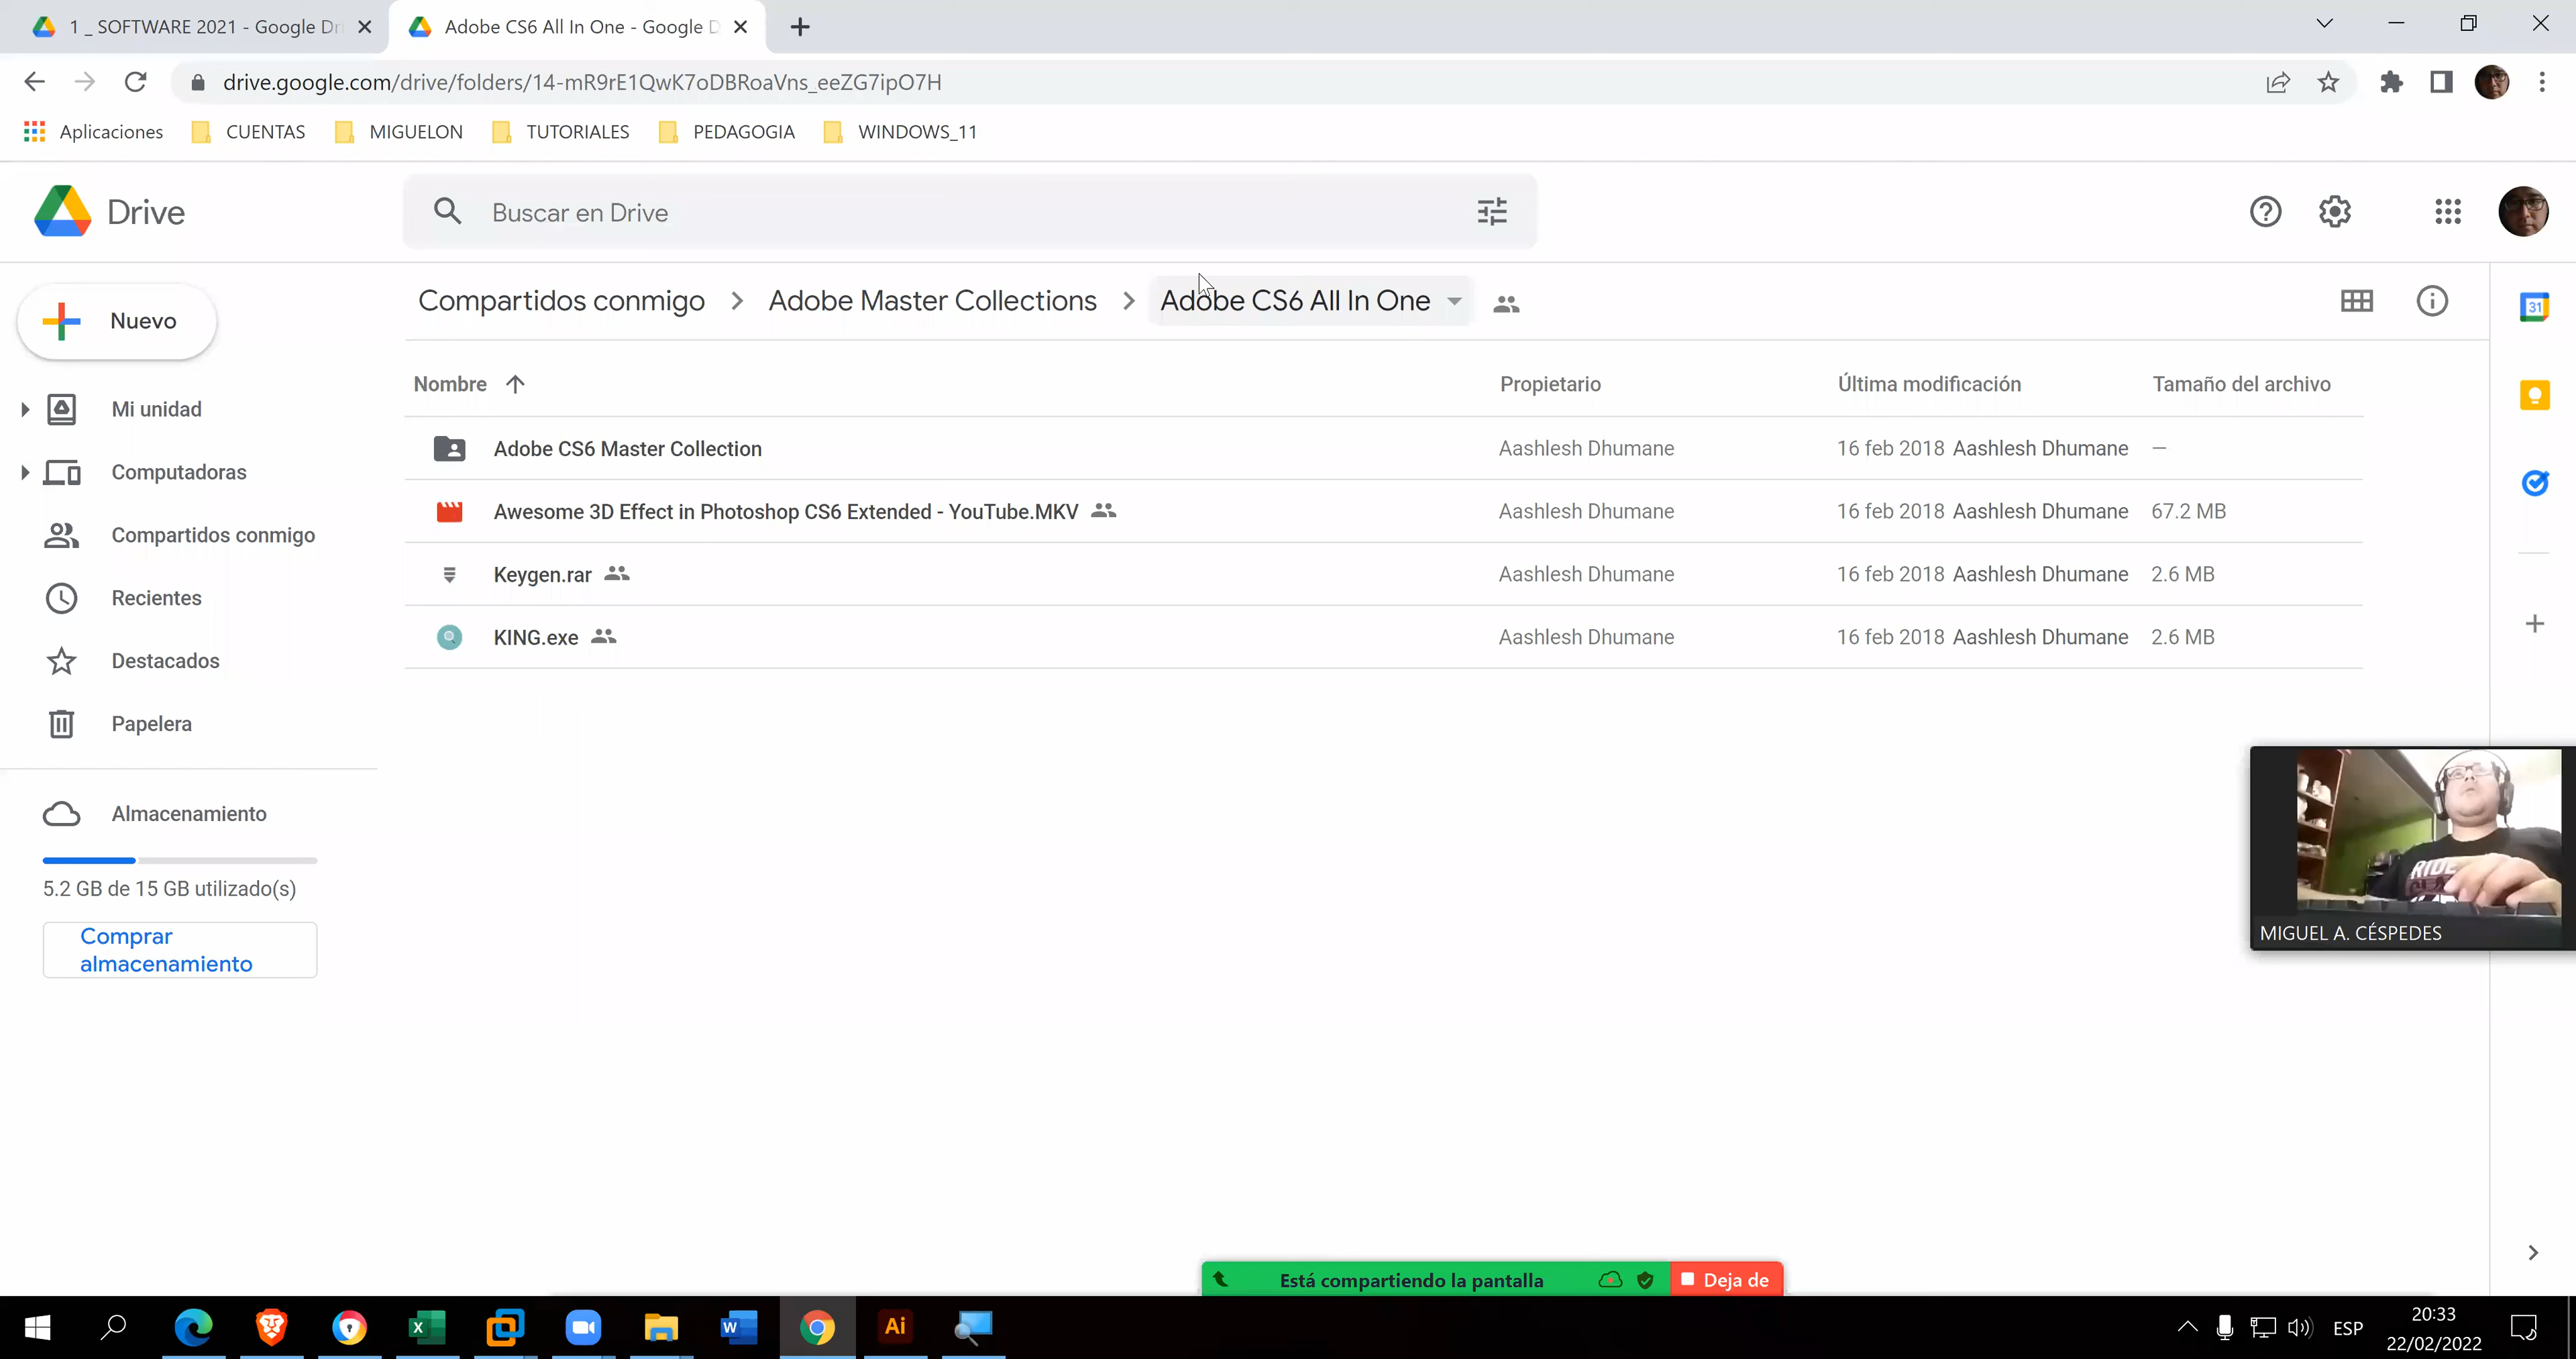 1 _ SOFTWARE 2021 - Google Dri
Adobe CS6 All In One - Google D
drive.google.com/drive/folders/14-mR9rE1QwK7oDBRoaVns_eeZG7ipO7H
Aplicaciones CUENTAS MIGUELON TUTORIALES PEDAGOGIA WINDOWS_11
Drive
Buscar en Drive
Nuevo
Compartidos conmigo > Adobe Master Collections > Adobe CS6 All In One
Nombre Propietario Última modificación Tamaño del archivo
Adobe CS6 Master Collection Aashlesh Dhumane 16 feb 2018 Aashlesh Dhumane —
Awesome 3D Effect in Photoshop CS6 Extended - YouTube.MKV Aashlesh Dhumane 16 feb 2018 Aashlesh Dhumane 67.2 MB
Keygen.rar Aashlesh Dhumane 16 feb 2018 Aashlesh Dhumane 2.6 MB
KING.exe Aashlesh Dhumane 16 feb 2018 Aashlesh Dhumane 2.6 MB
Mi unidad
Computadoras
Compartidos conmigo
Recientes
Destacados
Papelera
Almacenamiento
5.2 GB de 15 GB utilizado(s)
Comprar
almacenamiento
31
RIDE
MIGUEL A. CÉSPEDES
Está compartiendo la pantalla
Deja de
Ai
ESP
20:33
22/02/2022